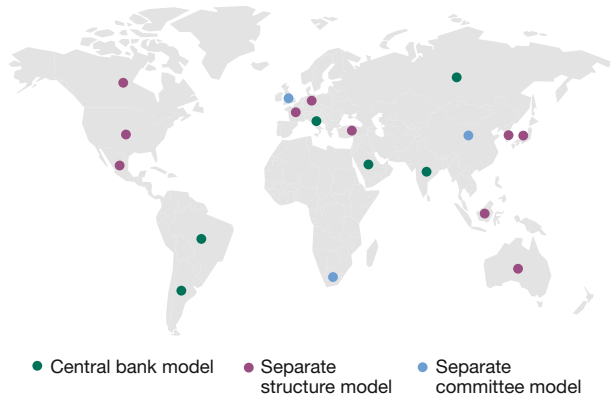 Central bank model
Separate
structure model
Separate
committee model